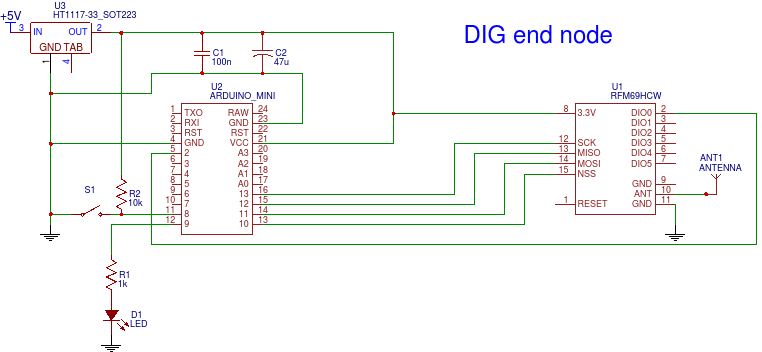 +5V
U3
HT1117-33_SOT223
3 IN OUT 2
GND TAB
1 4
DIG end node
C1
100n
C2
47u
U2
ARDUINO_MINI
1 TXO RAW 24
2 RXI GND 23
3 RST RST 22
4 GND VCC 21
5 2 A3 20
6 3 A2 19
7 4 A1 18
8 5 A0 17
9 6 13 16
10 7 12 15
11 8 11 14
12 9 10 13
U1
RFM69HCW
8 3.3V DIO0 2
DIO1 3
DIO2 4
12 SCK DIO3 5
13 MISO DIO4 6
14 MOSI DIO5 7
15 NSS
GND 9
ANT 10
1 RESET GND 11
ANT1
ANTENNA
S1
R2
10k
R1
1k
D1
LED